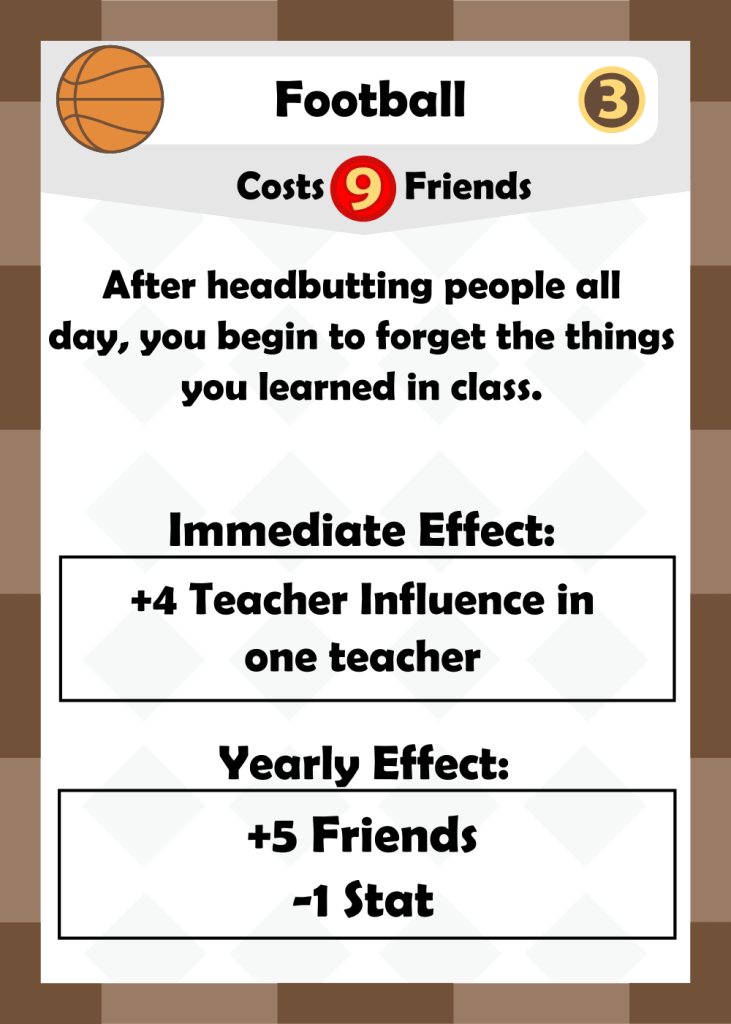 Football
3
Costs 9 Friends
After headbutting people all
day, you begin to forget the things
you learned in class.
Immediate Effect:
+4 Teacher Influence in
one teacher
Yearly Effect:
+5 Friends
-1 Stat